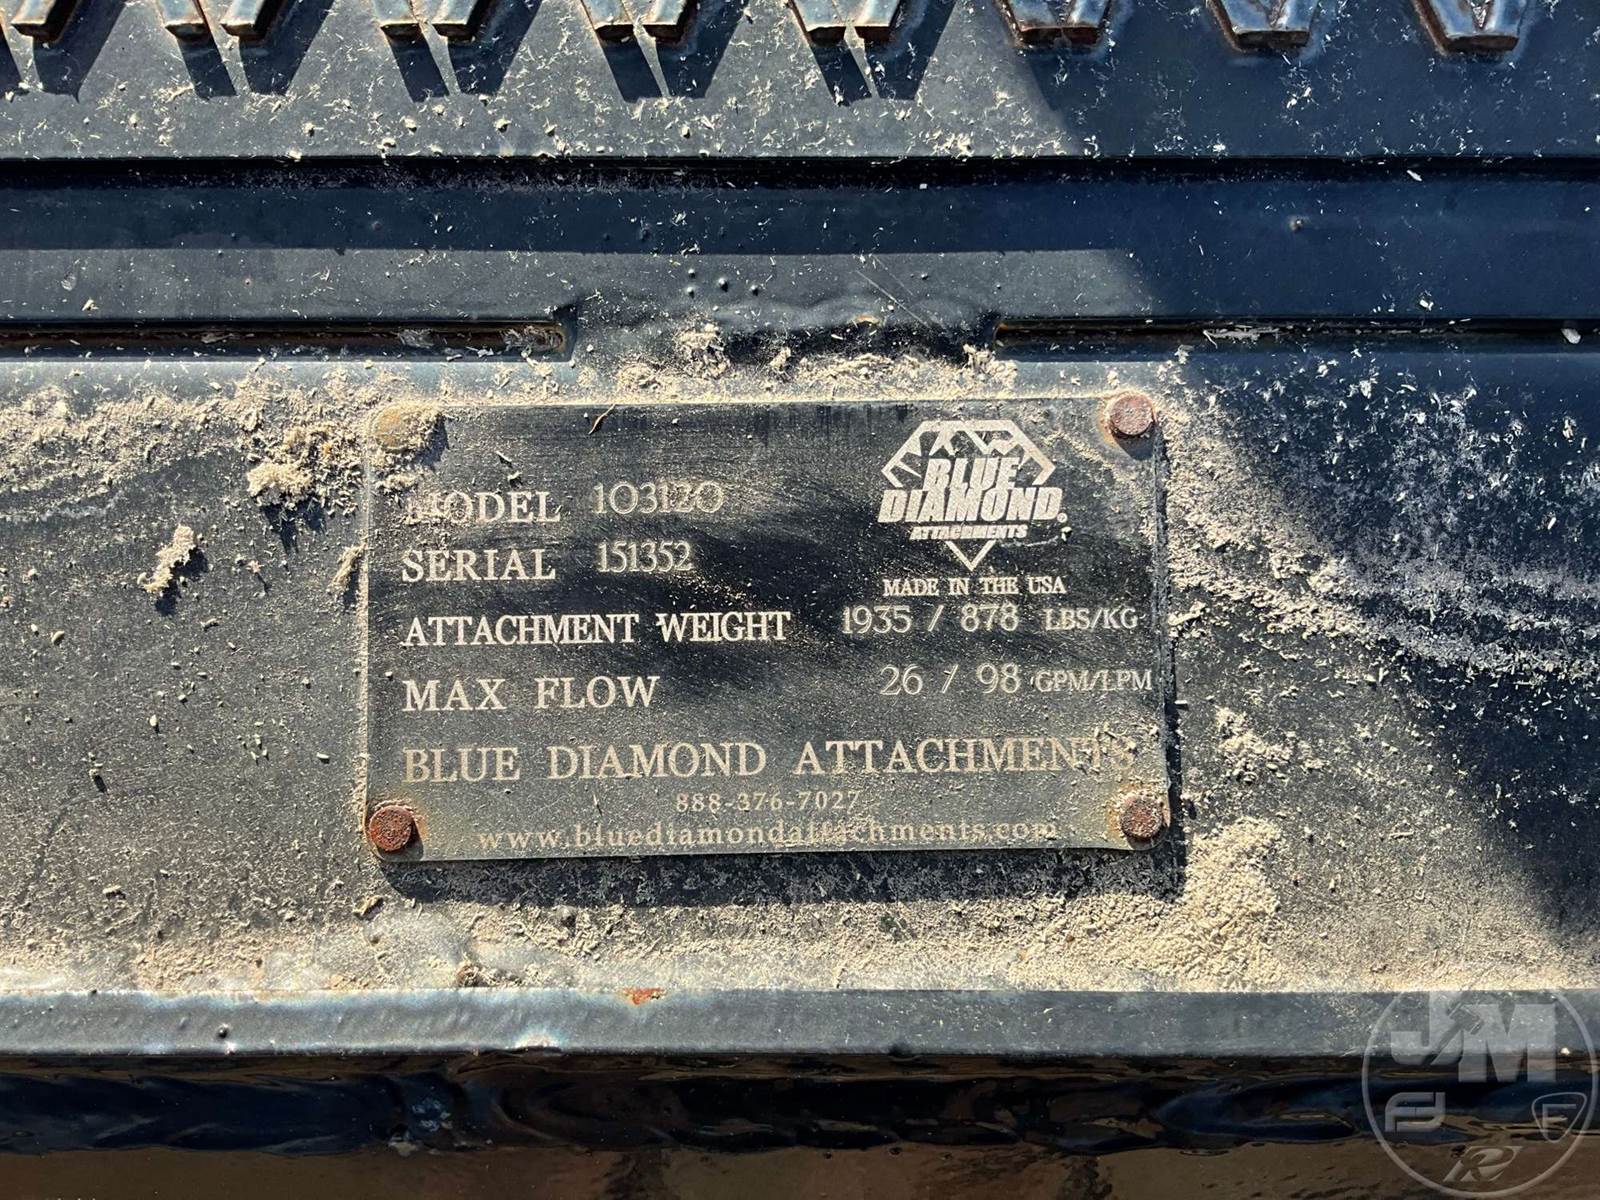 BLUE
DIAMOND®
ATTACHMENTS
MADE IN THE USA
MODEL 103120
SERIAL 151352
ATTACHMENT WEIGHT 1935 / 878 LBS/KG
MAX FLOW 26 / 98 GPM/LPM
BLUE DIAMOND ATTACHMENTS
888-376-7027
www.bluediamondattachments.com
JM
F
R